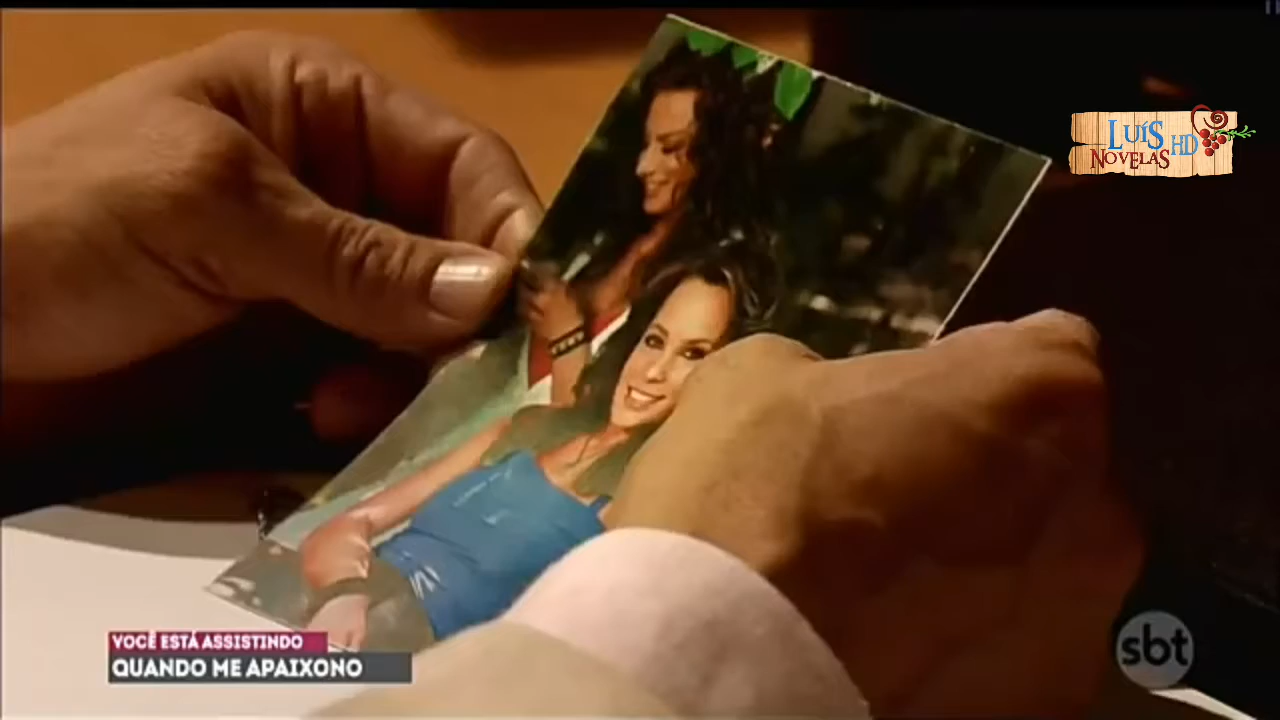 LUÍS
NOVELAS HD
VOCÊ ESTÁ ASSISTINDO
QUANDO ME APAIXONO
sbt